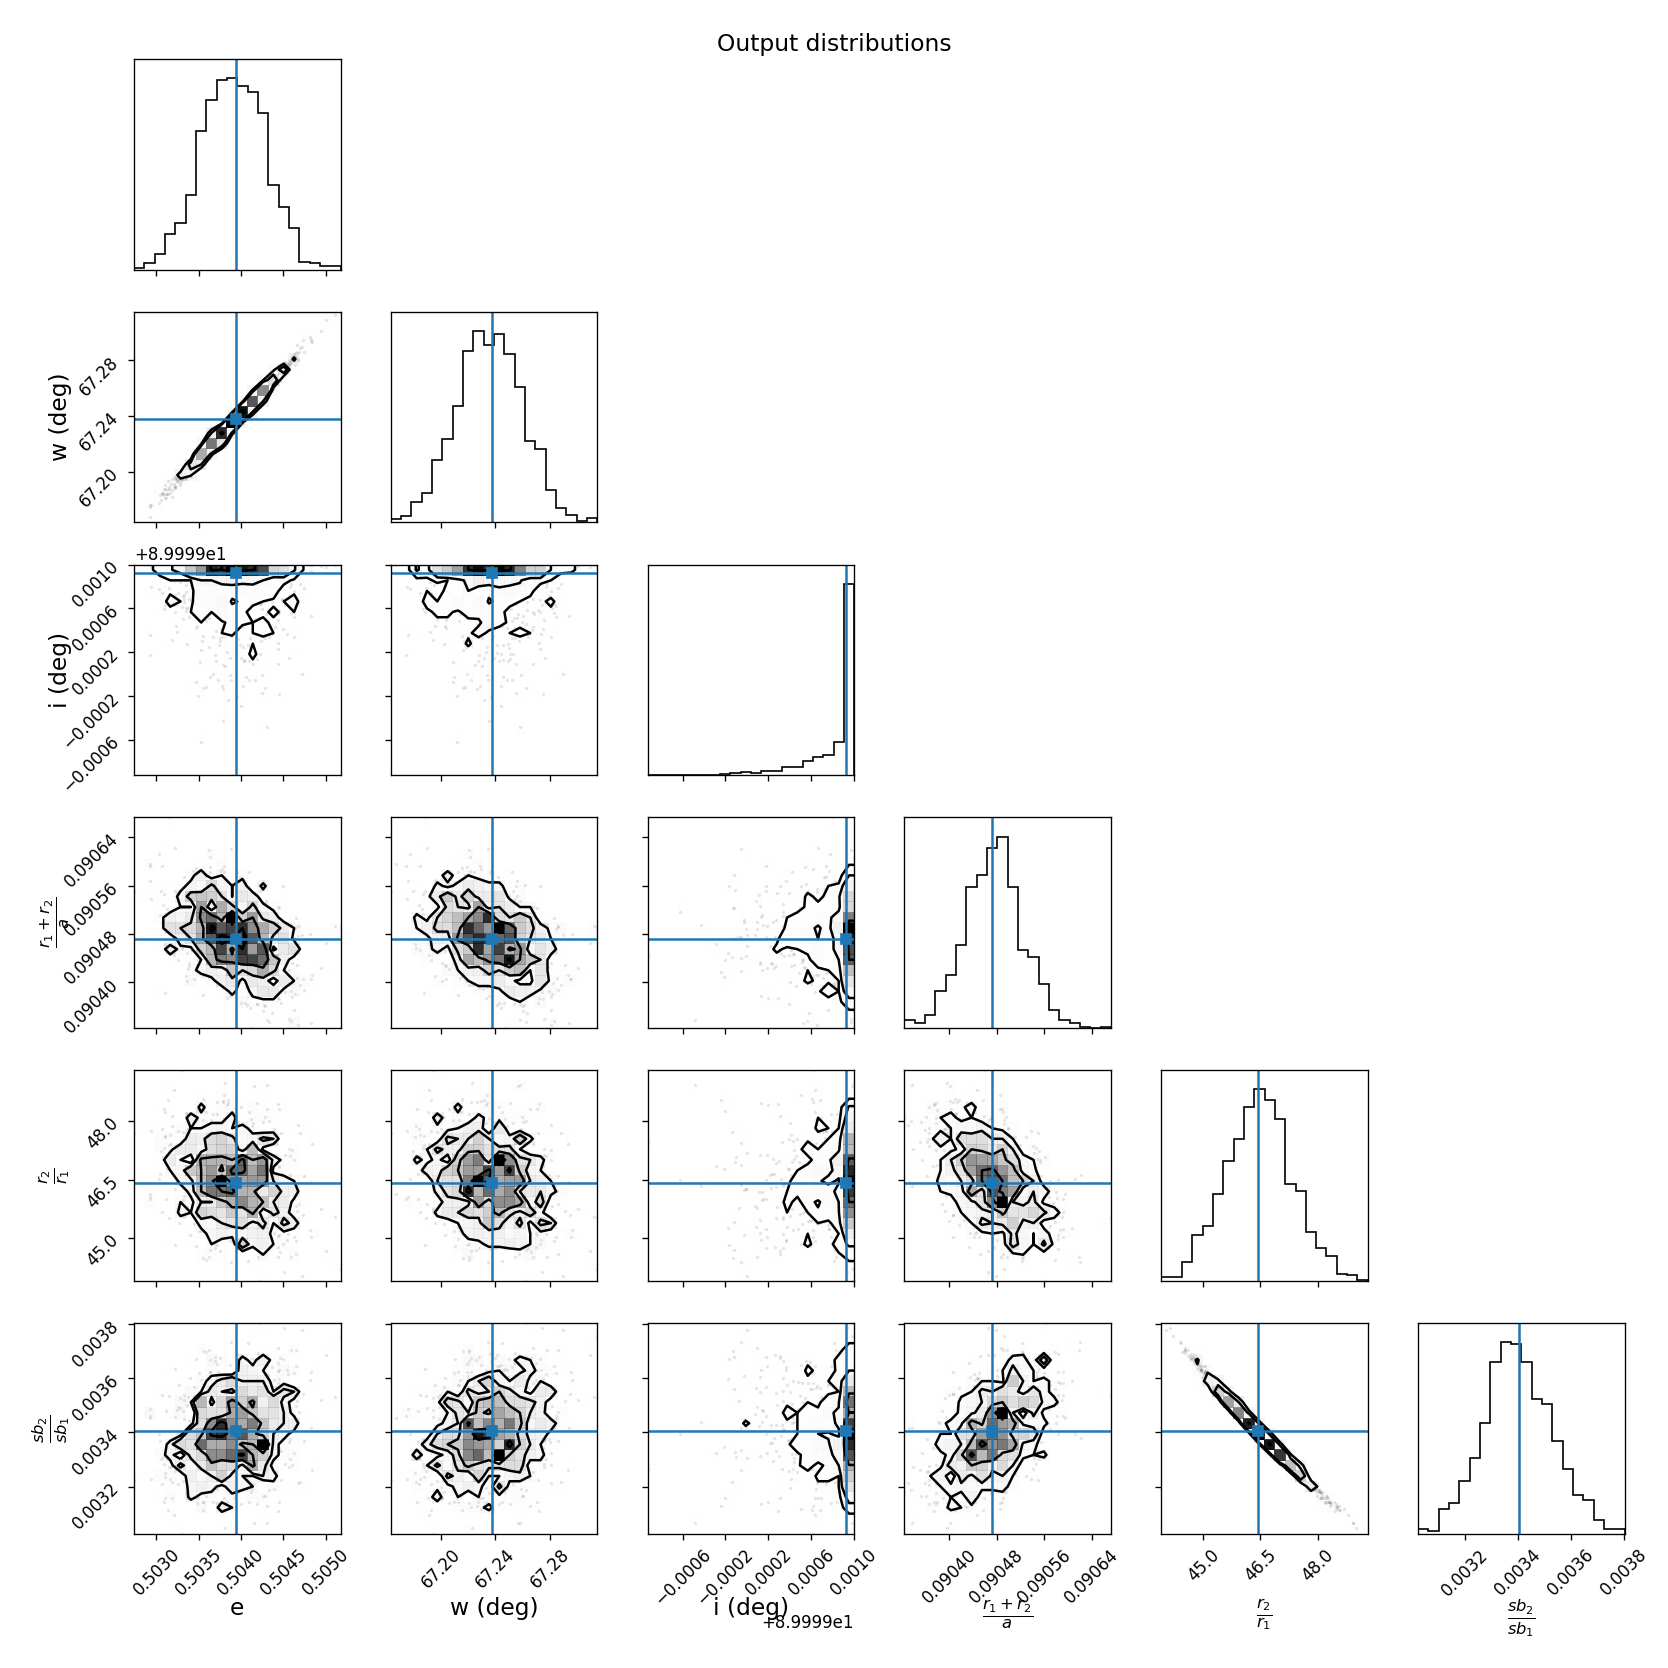 Output distributions
w (deg)
67.28
67.24
67.20
+8.9999e1
i (deg)
0.0010
0.0006
0.0002
−0.0002
−0.0006
r₁ + r₂
a
0.09064
0.09056
0.09048
0.09040
r₂
r₁
48.0
46.5
45.0
sb₂
sb₁
0.0038
0.0036
0.0034
0.0032
0.5030 0.5035 0.5040 0.5045 0.5050
67.20 67.24 67.28
−0.0006 −0.0002 0.0002 0.0006 0.0010
0.09040 0.09048 0.09056 0.09064
45.0 46.5 48.0
0.0032 0.0034 0.0036 0.0038
e
w (deg)
i (deg)
+8.9999e1
r₁ + r₂
a
r₂
r₁
sb₂
sb₁